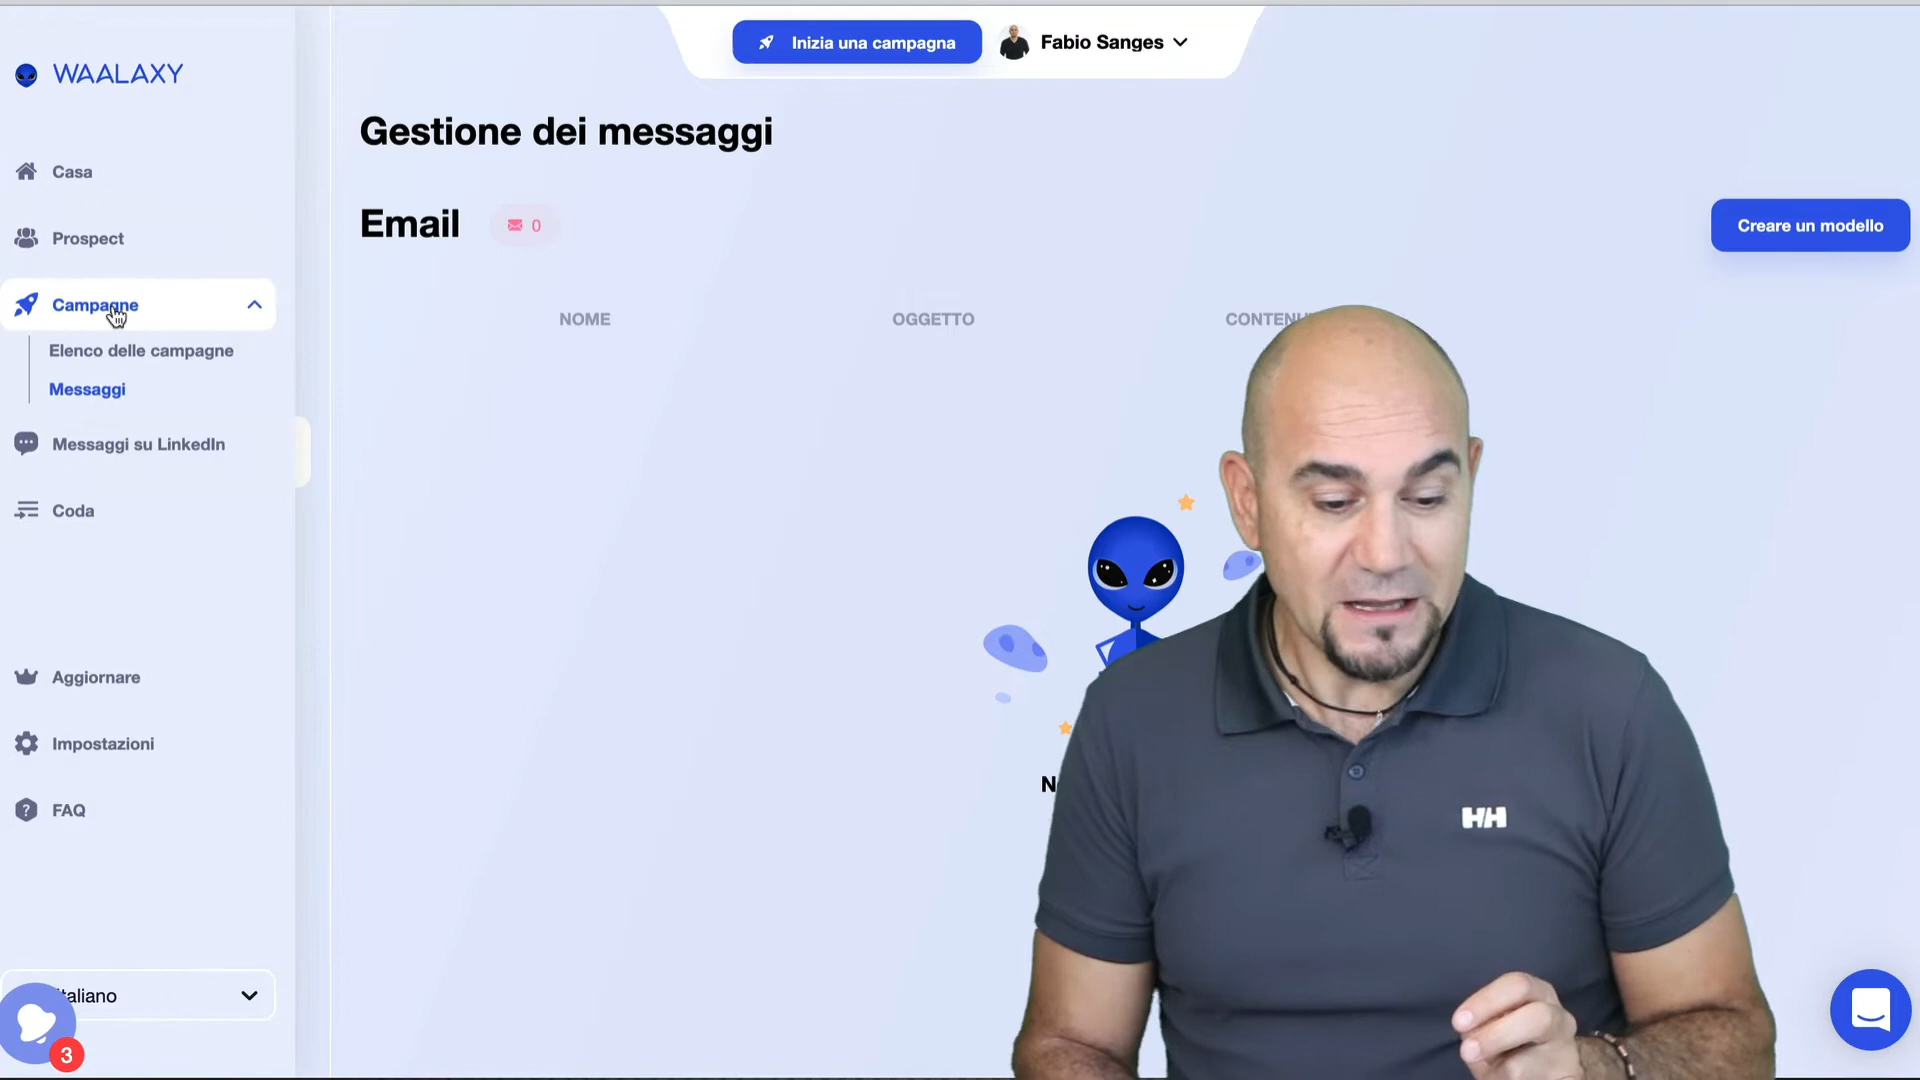 WAALAXY
Inizia una campagna
Fabio Sanges
Gestione dei messaggi
Casa
Prospect
Email
0
Creare un modello
Campagne
NOME
OGGETTO
Elenco delle campagne
Messaggi
Messaggi su LinkedIn
Coda
Aggiornare
Impostazioni
FAQ
HH
3